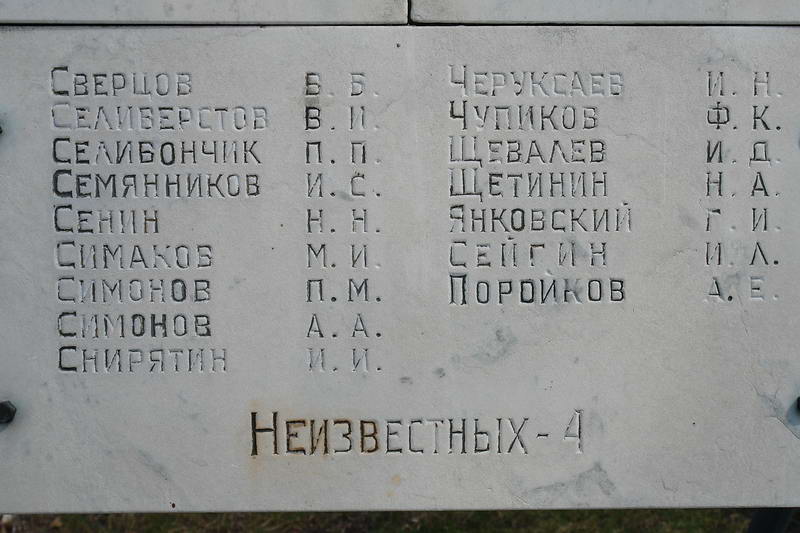 Сверцов В. Б.
Селиверстов В. И.
Селибончик П. П.
Семянников И. С.
Сенин Н. Н.
Симаков М. И.
Симонов П. М.
Симонов А. А.
Снирятин И. И.
Черуксаев И. Н.
Чупиков Ф. К.
Щевалев И. Д.
Щетинин Н. А.
Янковский Г. И.
Сейгин И. Л.
Поройков А. Е.
Неизвестных - 4